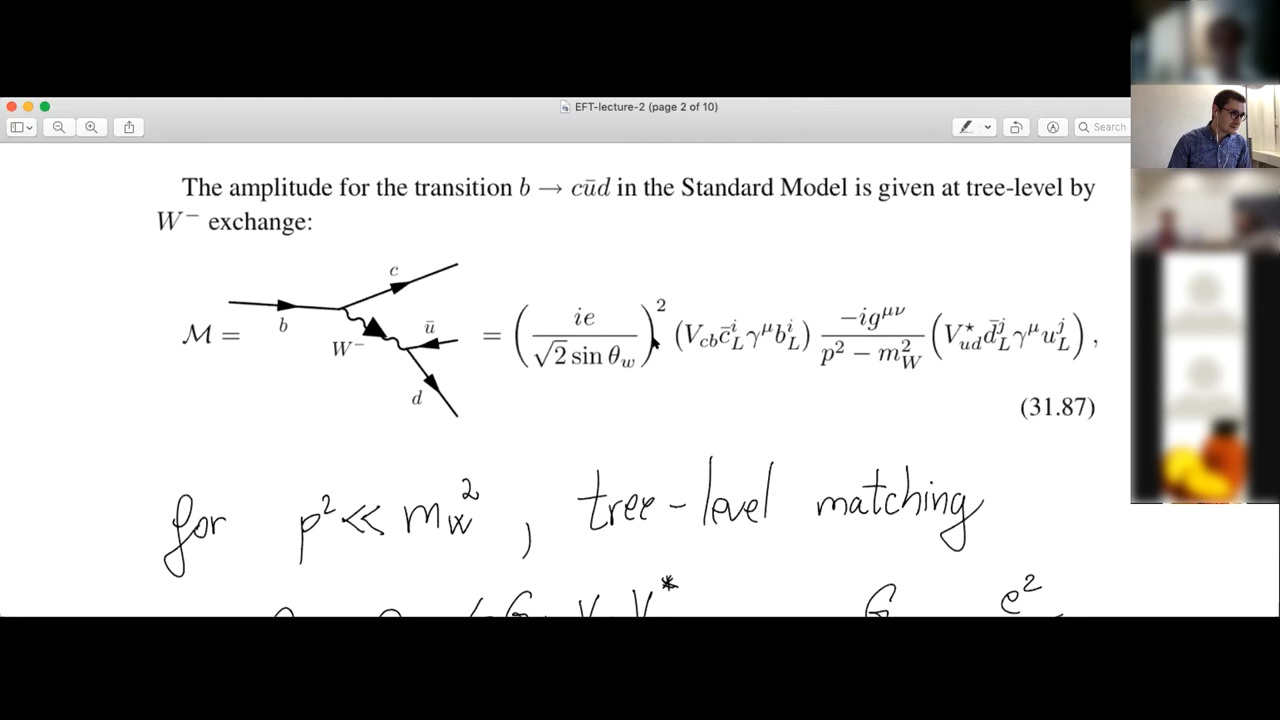 EFT-lecture-2 (page 2 of 10)
Search
The amplitude for the transition b → cūd in the Standard Model is given at tree-level by
W⁻ exchange:
M = b c W⁻ ū d = (ie / √2 sin θ_w)² (V_cb c̄ⁱ_L γ^μ bⁱ_L) −ig^μν / p² − m²_W (V*_ud d̄ʲ_L γ^μ uʲ_L) ,
(31.87)
for p² << m_W² , tree-level matching